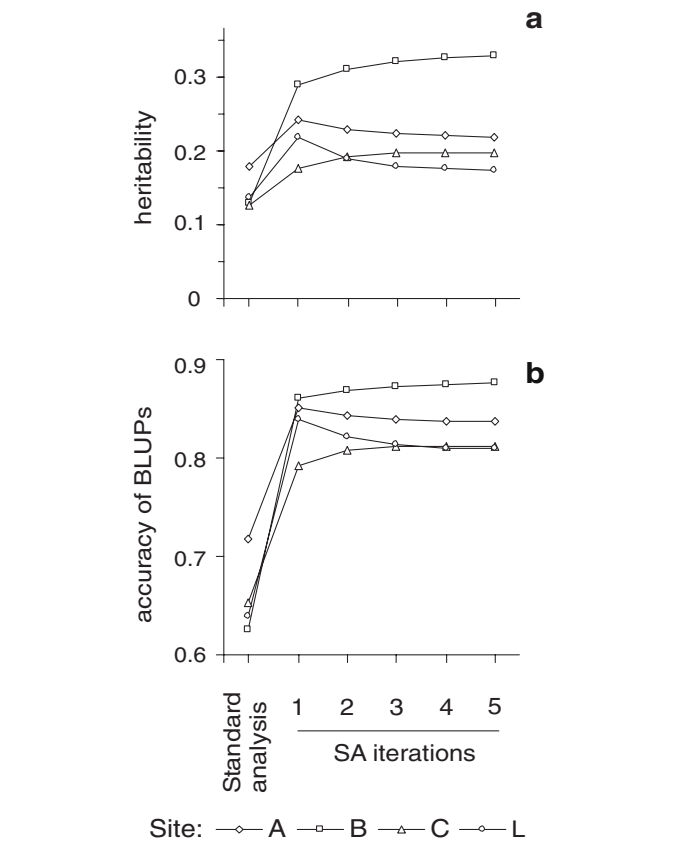 a
0.3
0.2
0.1
0
heritability
b
0.9
0.8
0.7
0.6
accuracy of BLUPs
Standard
analysis
1 2 3 4 5
SA iterations
Site: A B C L